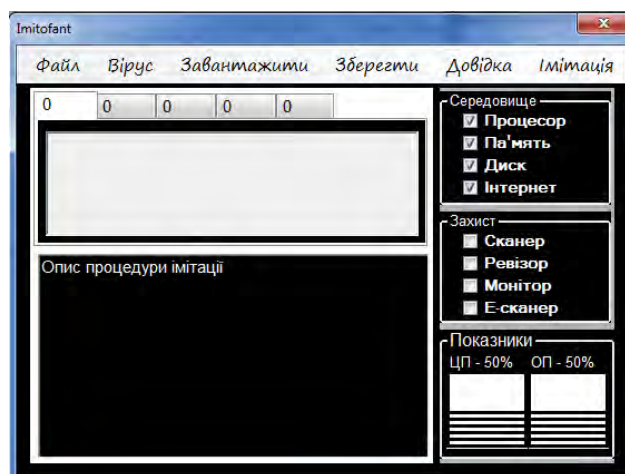 Imitofant
Файл Вірус Завантажити Зберегти Довідка Імітація
0 0 0 0 0
Середовище
Процесор
Па'мять
Диск
Інтернет
Захист
Сканер
Ревізор
Монітор
Е-сканер
Опис процедури імітації
Показники
ЦП - 50% ОП - 50%